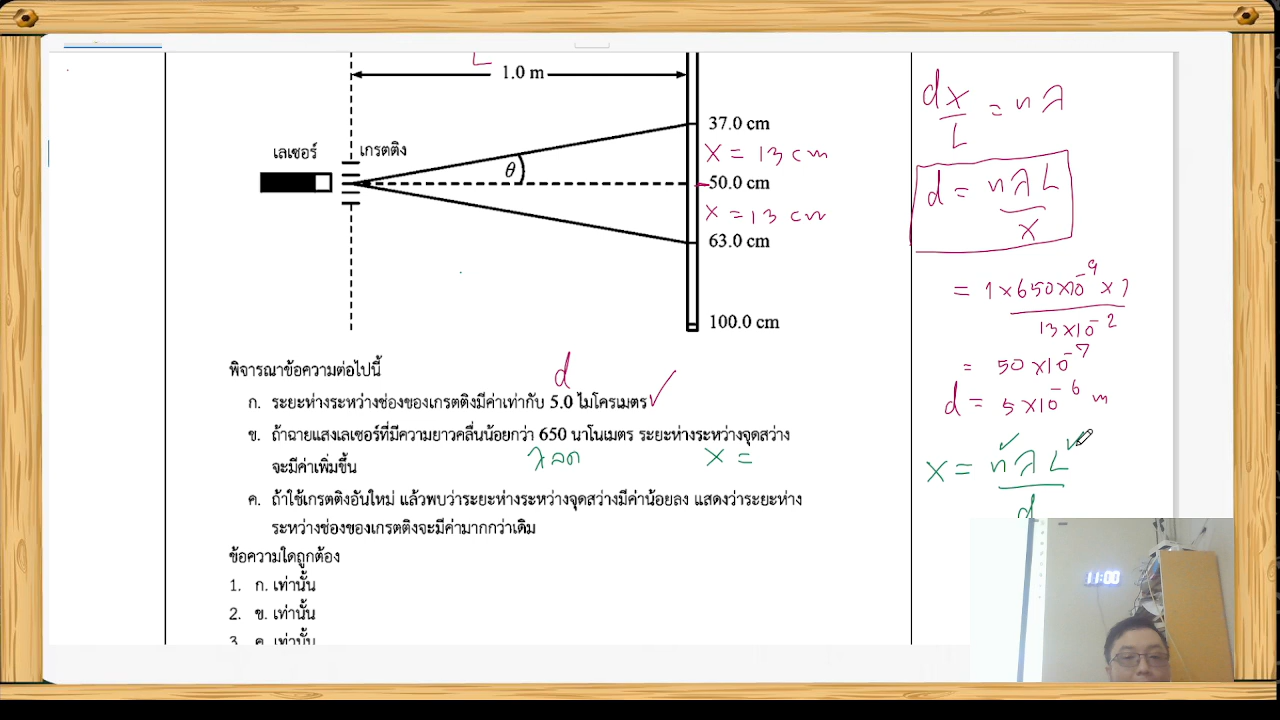 L
1.0 m
37.0 cm
x = 13 cm
เลเซอร์
เกรตติง
θ
50.0 cm
x = 13 cm
63.0 cm
100.0 cm
พิจารณาข้อความต่อไปนี้
d
ก. ระยะห่างระหว่างช่องของเกรตติงมีค่าเท่ากับ 5.0 ไมโครเมตร ✓
ข. ถ้าฉายแสงเลเซอร์ที่มีความยาวคลื่นน้อยกว่า 650 นาโนเมตร ระยะห่างระหว่างจุดสว่าง
จะมีค่าเพิ่มขึ้น
λ ลด x =
ค. ถ้าใช้เกรตติงอันใหม่ แล้วพบว่าระยะห่างระหว่างจุดสว่างมีค่าน้อยลง แสดงว่าระยะห่าง
ระหว่างช่องของเกรตติงจะมีค่ามากกว่าเดิม
ข้อความใดถูกต้อง
1. ก. เท่านั้น
2. ข. เท่านั้น
3. ค. เท่านั้น
dx/L = nλ
d = nλL/x
= 1×650×10⁻⁹×1/13×10⁻²
= 50×10⁻⁷
d = 5×10⁻⁶ m
x = nλL/d
11:00